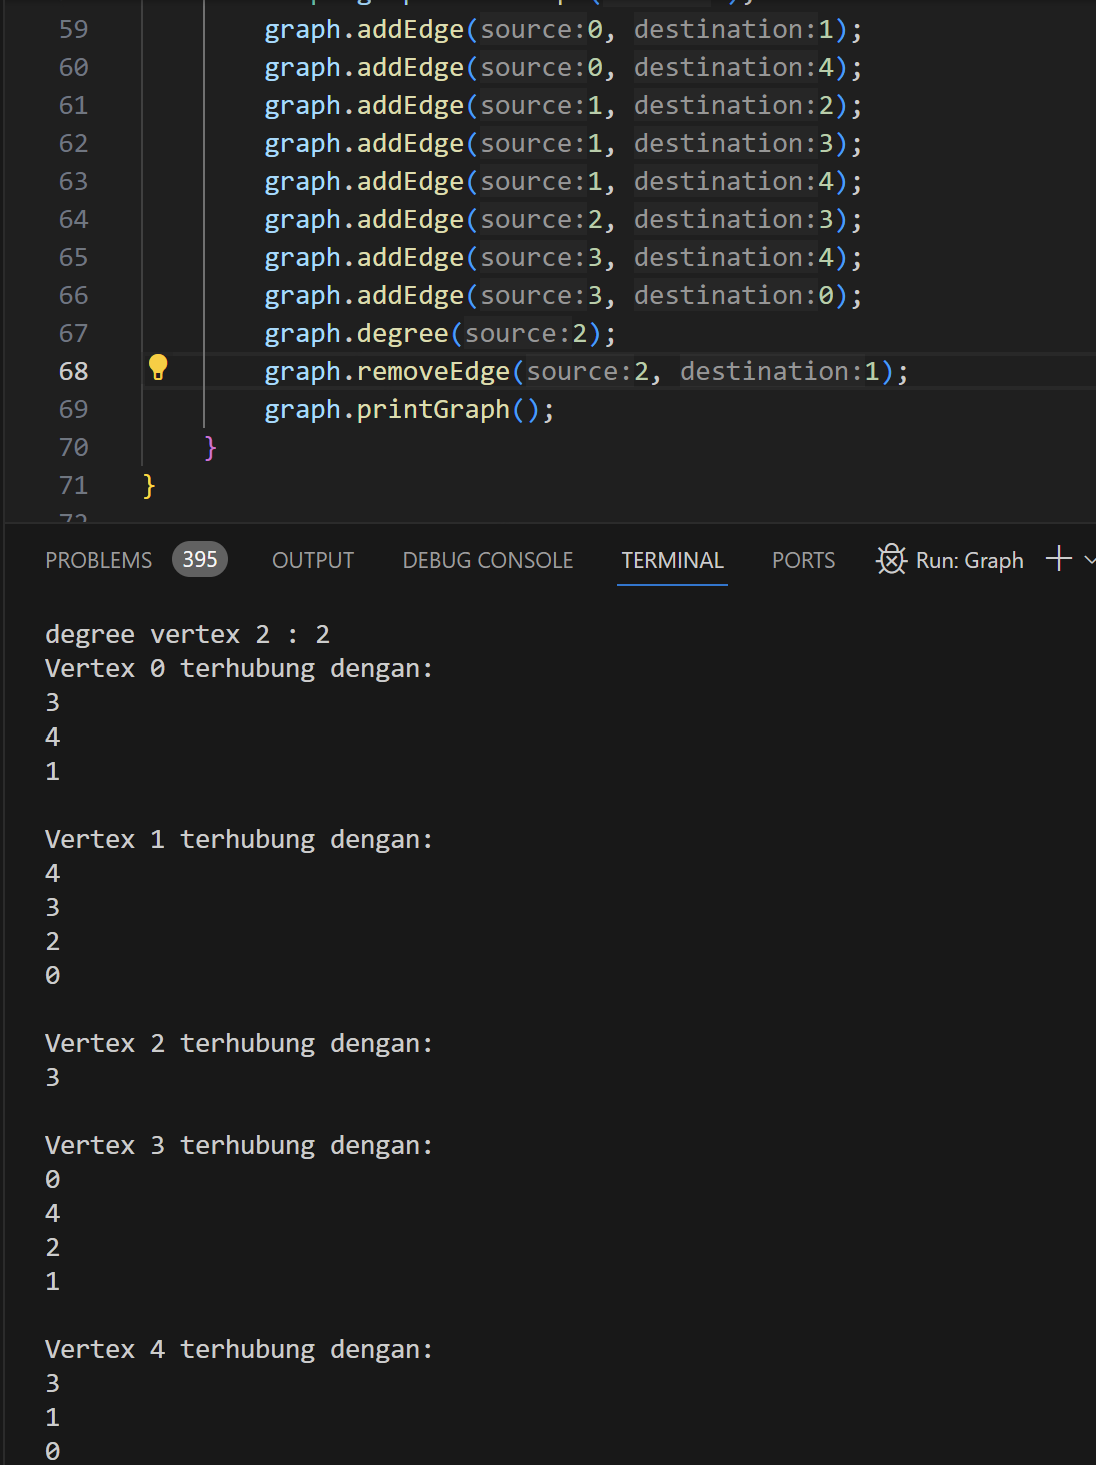 59 graph.addEdge(source:0, destination:1);
60 graph.addEdge(source:0, destination:4);
61 graph.addEdge(source:1, destination:2);
62 graph.addEdge(source:1, destination:3);
63 graph.addEdge(source:1, destination:4);
64 graph.addEdge(source:2, destination:3);
65 graph.addEdge(source:3, destination:4);
66 graph.addEdge(source:3, destination:0);
67 graph.degree(source:2);
68 graph.removeEdge(source:2, destination:1);
69 graph.printGraph();
70 }
71 }
72
PROBLEMS 395 OUTPUT DEBUG CONSOLE TERMINAL PORTS Run: Graph
degree vertex 2 : 2
Vertex 0 terhubung dengan:
3
4
1
Vertex 1 terhubung dengan:
4
3
2
0
Vertex 2 terhubung dengan:
3
Vertex 3 terhubung dengan:
0
4
2
1
Vertex 4 terhubung dengan:
3
1
0